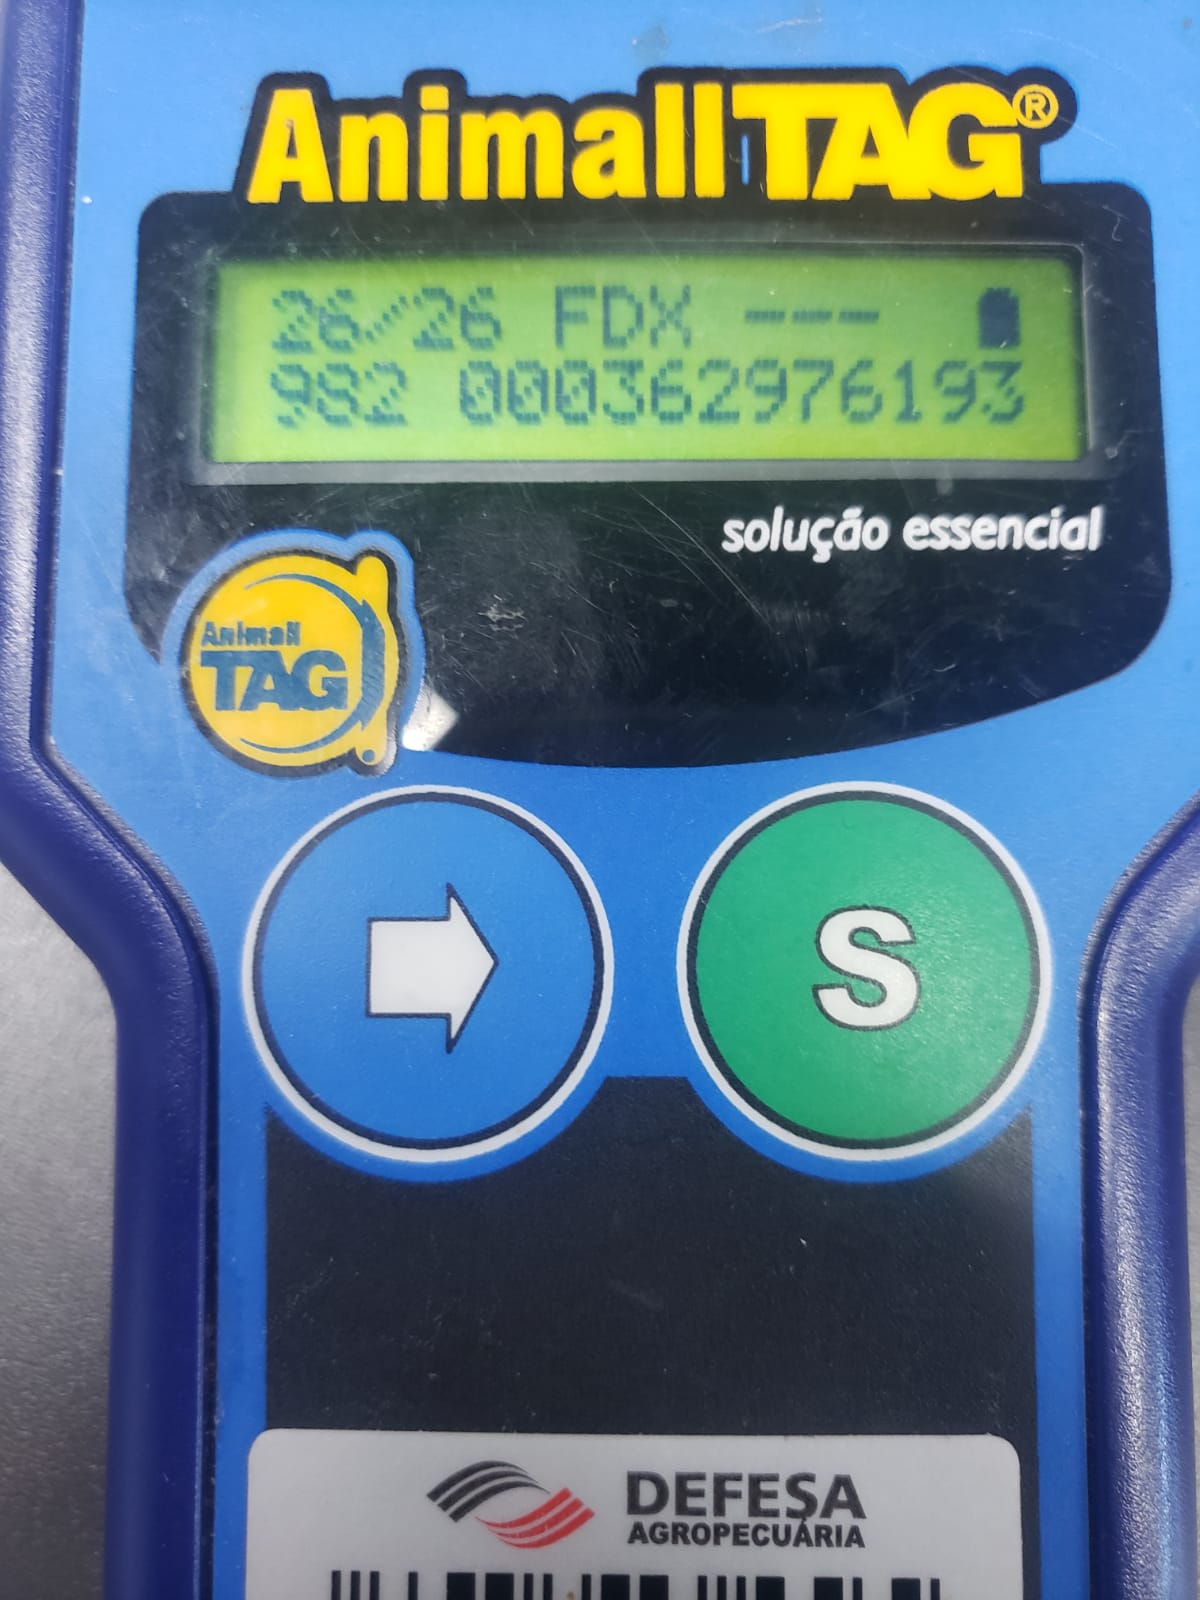 AnimallTAG®
26/26 FDX ---
982 000362976193
solução essencial
Animall
TAG
S
DEFESA
AGROPECUÁRIA